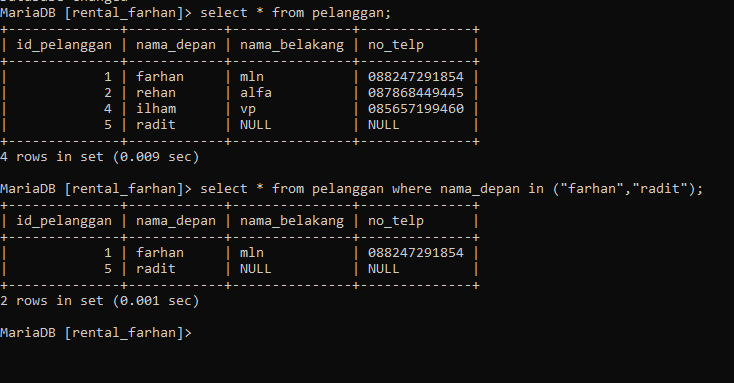 MariaDB [rental_farhan]> select * from pelanggan;
+--------------+------------+---------------+--------------+
| id_pelanggan | nama_depan | nama_belakang | no_telp      |
+--------------+------------+---------------+--------------+
|            1 | farhan     | mln           | 088247291854 |
|            2 | rehan      | alfa          | 087868449445 |
|            4 | ilham      | vp            | 085657199460 |
|            5 | radit      | NULL          | NULL         |
+--------------+------------+---------------+--------------+
4 rows in set (0.009 sec)
MariaDB [rental_farhan]> select * from pelanggan where nama_depan in ("farhan","radit");
+--------------+------------+---------------+--------------+
| id_pelanggan | nama_depan | nama_belakang | no_telp      |
+--------------+------------+---------------+--------------+
|            1 | farhan     | mln           | 088247291854 |
|            5 | radit      | NULL          | NULL         |
+--------------+------------+---------------+--------------+
2 rows in set (0.001 sec)
MariaDB [rental_farhan]>